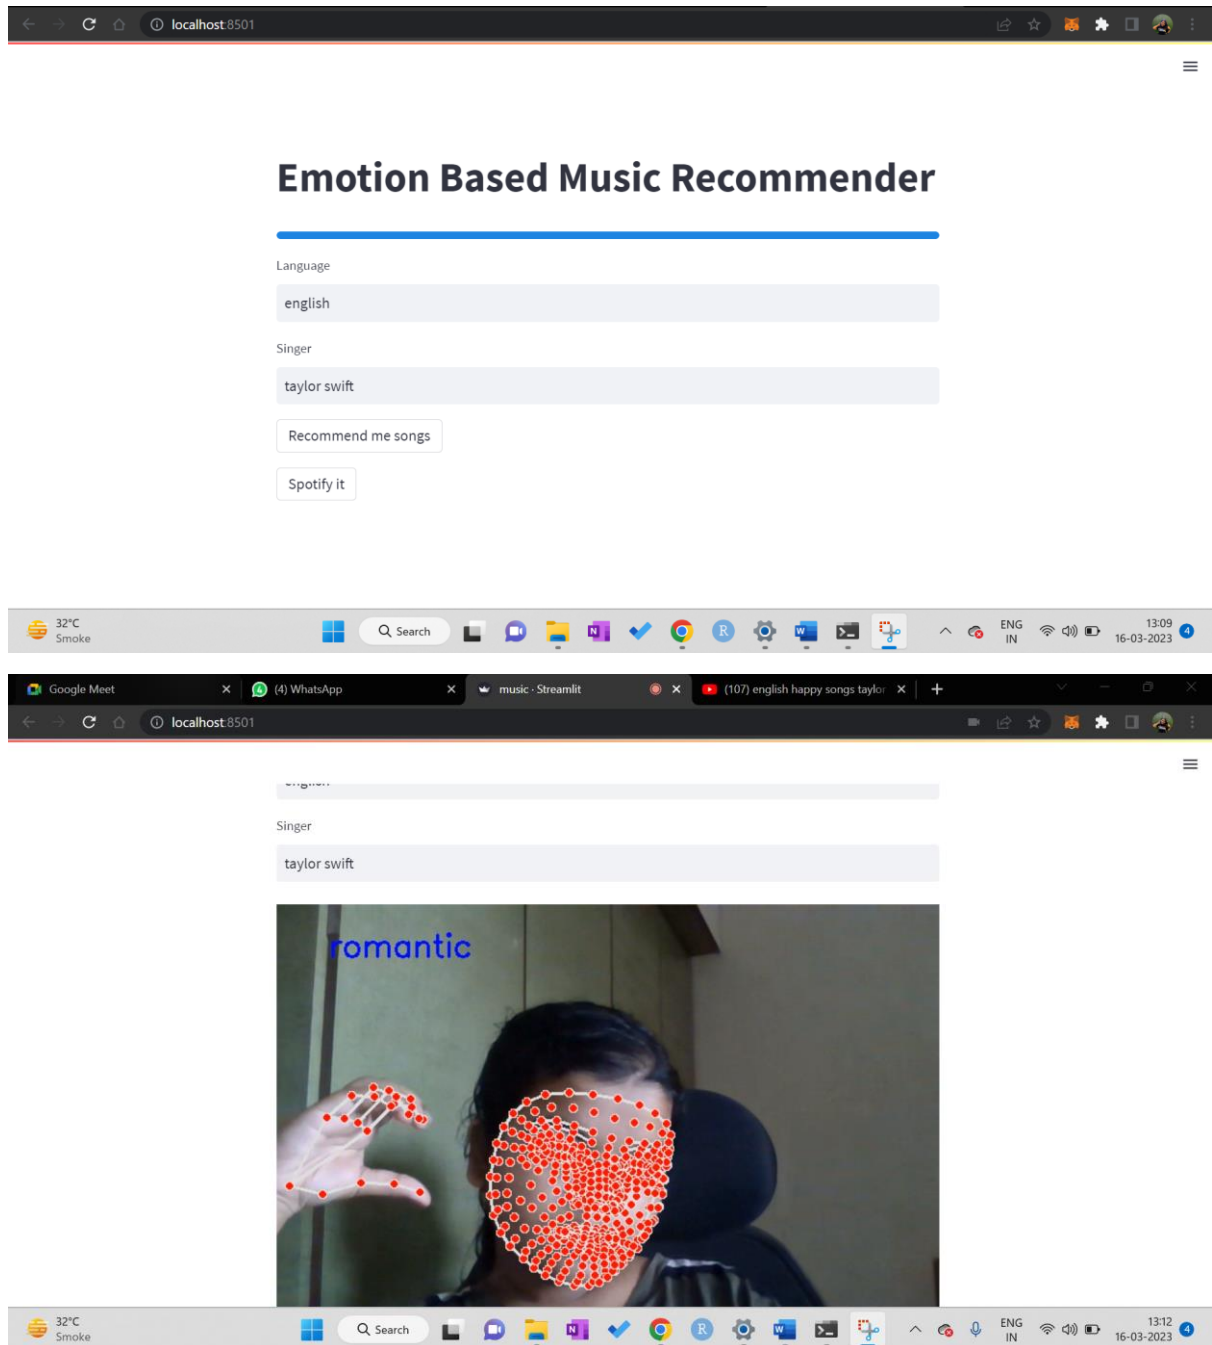 localhost:8501
Emotion Based Music Recommender
Language
english
Singer
taylor swift
Recommend me songs
Spotify it
32°C
Smoke
Search
ENG
IN
13:09
16-03-2023
4
Google Meet
(4) WhatsApp
music · Streamlit
(107) english happy songs taylor
localhost:8501
english
Singer
taylor swift
romantic
32°C
Smoke
Search
ENG
IN
13:12
16-03-2023
4